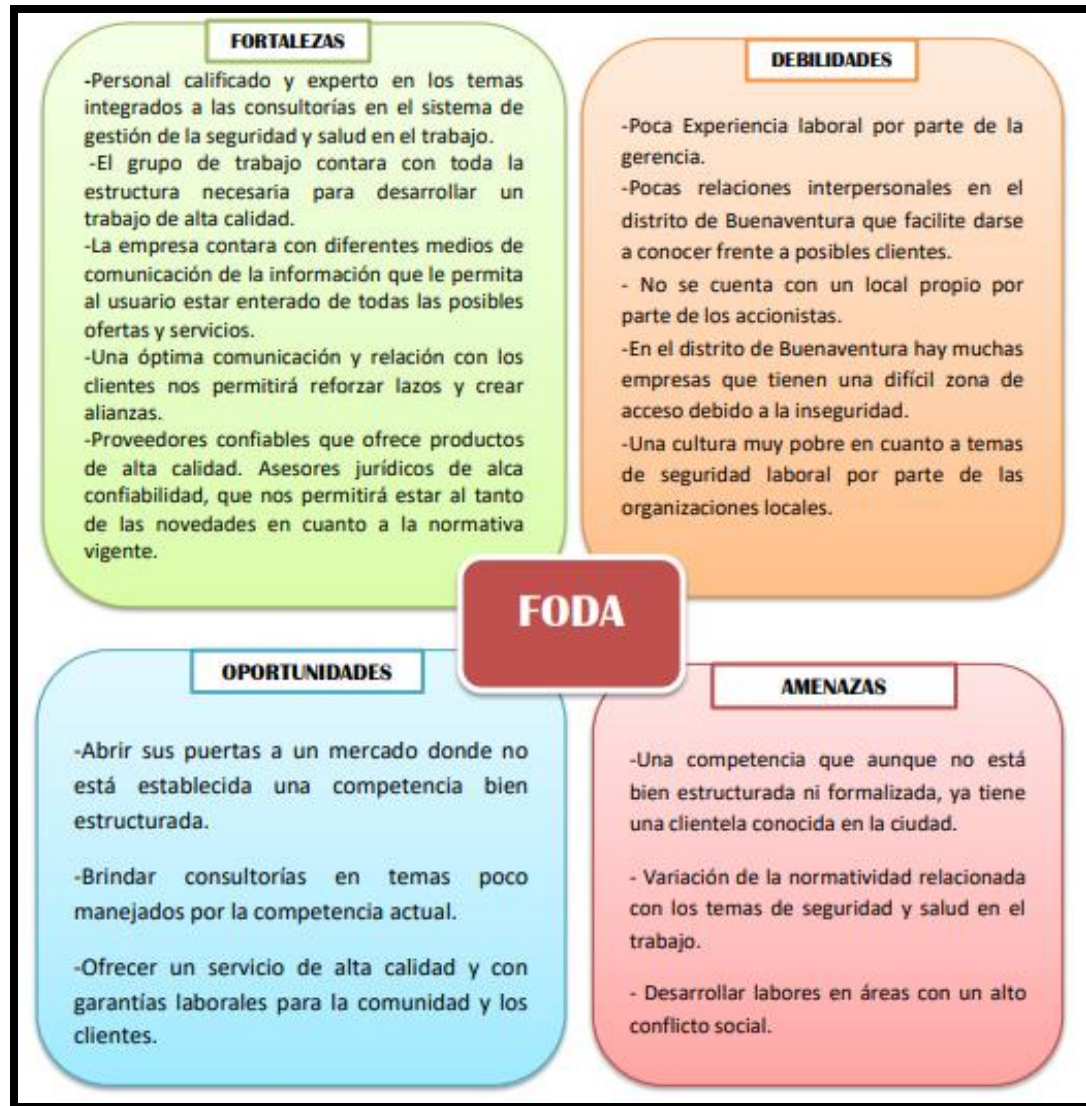 FORTALEZAS
-Personal calificado y experto en los temas
integrados a las consultorías en el sistema de
gestión de la seguridad y salud en el trabajo.
-El grupo de trabajo contara con toda la
estructura necesaria para desarrollar un
trabajo de alta calidad.
-La empresa contara con diferentes medios de
comunicación de la información que le permita
al usuario estar enterado de todas las posibles
ofertas y servicios.
-Una óptima comunicación y relación con los
clientes nos permitirá reforzar lazos y crear
alianzas.
-Proveedores confiables que ofrece productos
de alta calidad. Asesores jurídicos de alca
confiabilidad, que nos permitirá estar al tanto
de las novedades en cuanto a la normativa
vigente.
DEBILIDADES
-Poca Experiencia laboral por parte de la
gerencia.
-Pocas relaciones interpersonales en el
distrito de Buenaventura que facilite darse
a conocer frente a posibles clientes.
- No se cuenta con un local propio por
parte de los accionistas.
-En el distrito de Buenaventura hay muchas
empresas que tienen una difícil zona de
acceso debido a la inseguridad.
-Una cultura muy pobre en cuanto a temas
de seguridad laboral por parte de las
organizaciones locales.
FODA
OPORTUNIDADES
-Abrir sus puertas a un mercado donde no
está establecida una competencia bien
estructurada.
-Brindar consultorías en temas poco
manejados por la competencia actual.
-Ofrecer un servicio de alta calidad y con
garantías laborales para la comunidad y los
clientes.
AMENAZAS
-Una competencia que aunque no está
bien estructurada ni formalizada, ya tiene
una clientela conocida en la ciudad.
- Variación de la normatividad relacionada
con los temas de seguridad y salud en el
trabajo.
- Desarrollar labores en áreas con un alto
conflicto social.